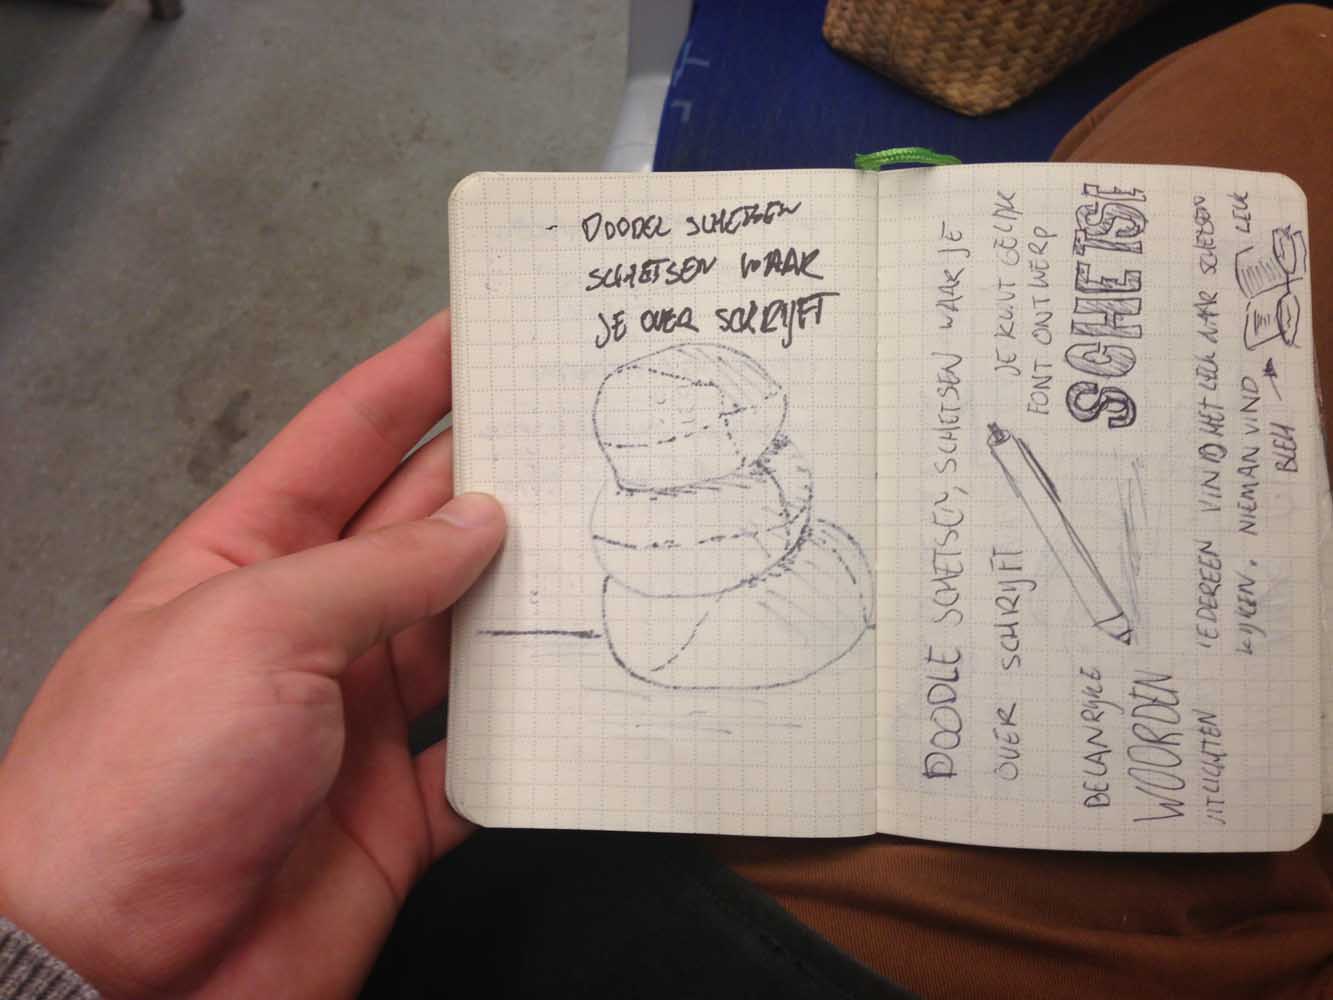 - DOODEL SCHETSEN
SCHETSEN WAAR
JE OVER SCHRIJFT
DOODLE SCHETSEN, SCHETSEN WAAR JE
OVER SCHRIJFT
JE KUNT GELIJK
FONT ONTWERP
BELANRIJKE
WOORDEN
UITLICHTEN
SCHETS!
IEDEREEN VIND HET LEUK NAAR SCHETSEN
KIJKEN. NIEMAN VIND
BLEH
LEUK